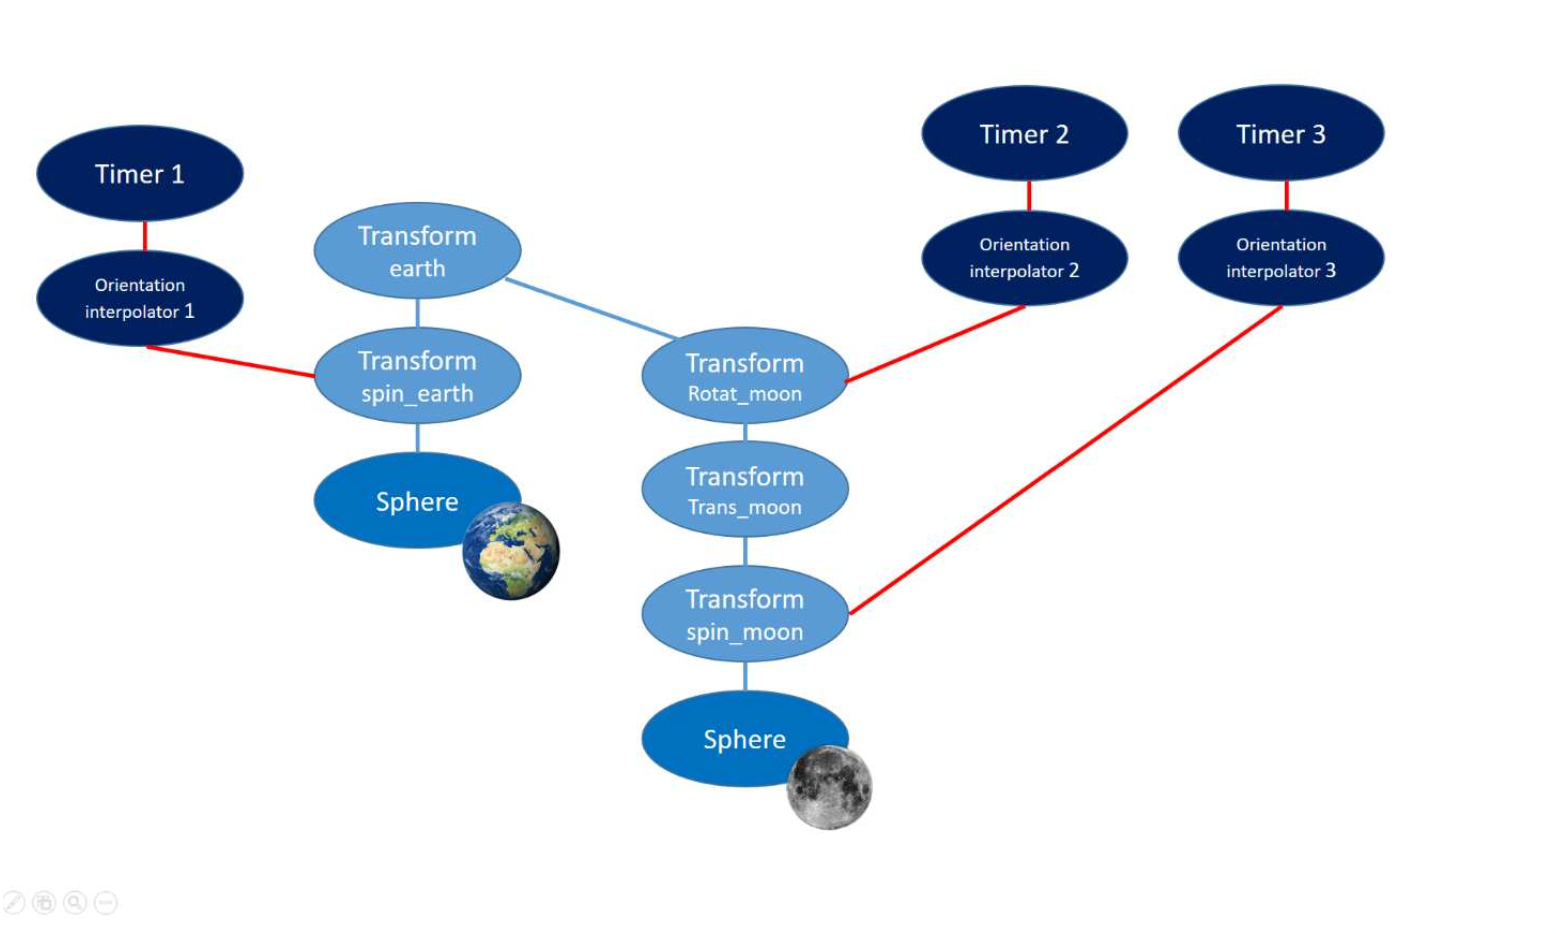 Timer 1
Orientation
interpolator 1
Transform
earth
Transform
spin_earth
Sphere
Transform
Rotat_moon
Transform
Trans_moon
Transform
spin_moon
Sphere
Timer 2
Orientation
interpolator 2
Timer 3
Orientation
interpolator 3